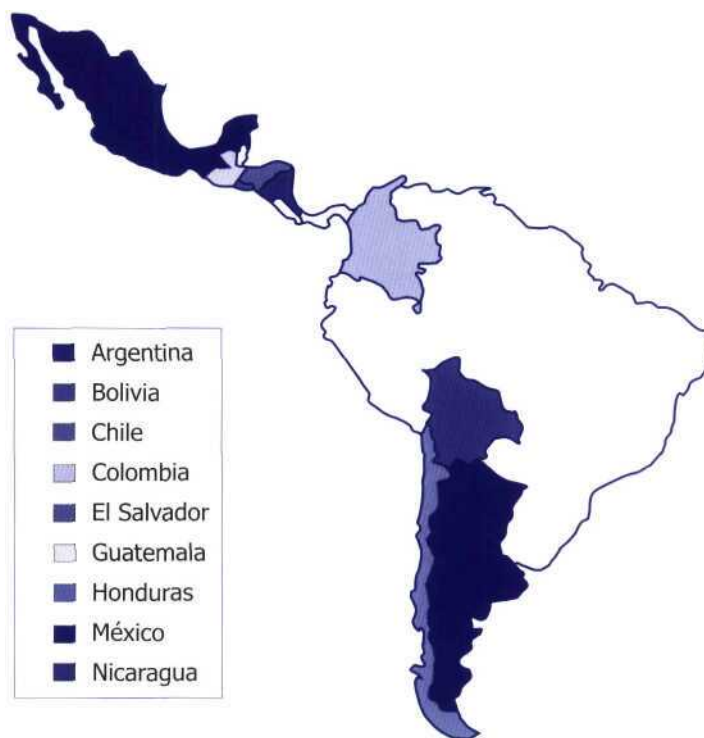 Argentina
Bolivia
Chile
Colombia
El Salvador
Guatemala
Honduras
México
Nicaragua